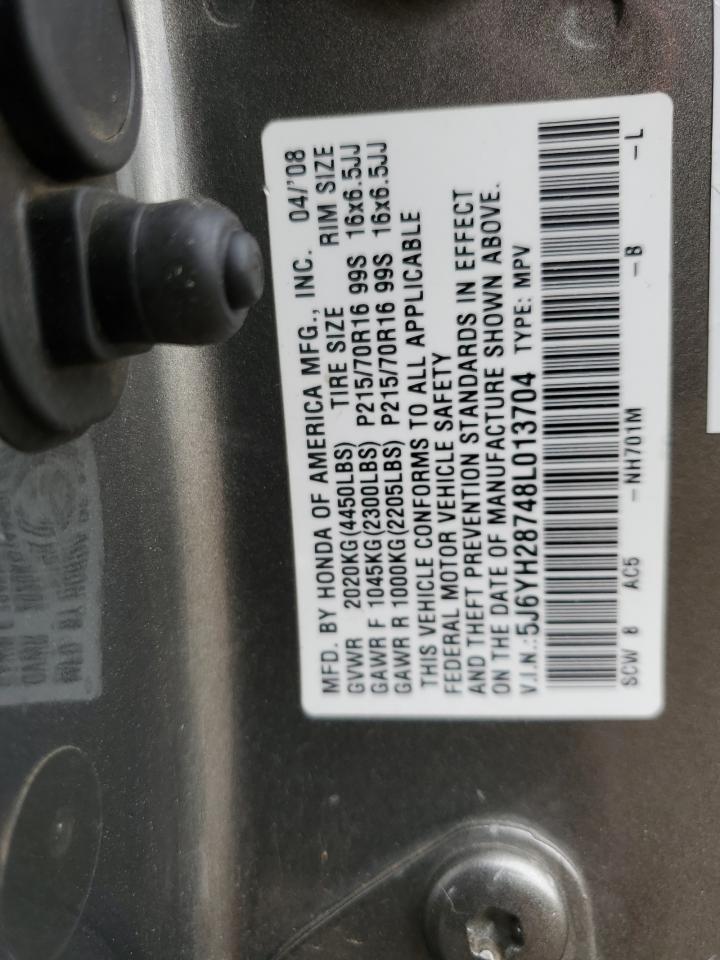 MFD. BY HONDA OF AMERICA MFG., INC. 04/'08
GVWR 2020KG(4450LBS) TIRE SIZE RIM SIZE
GAWR F 1045KG(2300LBS) P215/70R16 99S 16x6.5JJ
GAWR R 1000KG(2205LBS) P215/70R16 99S 16x6.5JJ
THIS VEHICLE CONFORMS TO ALL APPLICABLE
FEDERAL MOTOR VEHICLE SAFETY
AND THEFT PREVENTION STANDARDS IN EFFECT
ON THE DATE OF MANUFACTURE SHOWN ABOVE.
V.I.N.:5J6YH28748L013704 TYPE: MPV
SCW 8 AC5 -NH701M -B -L